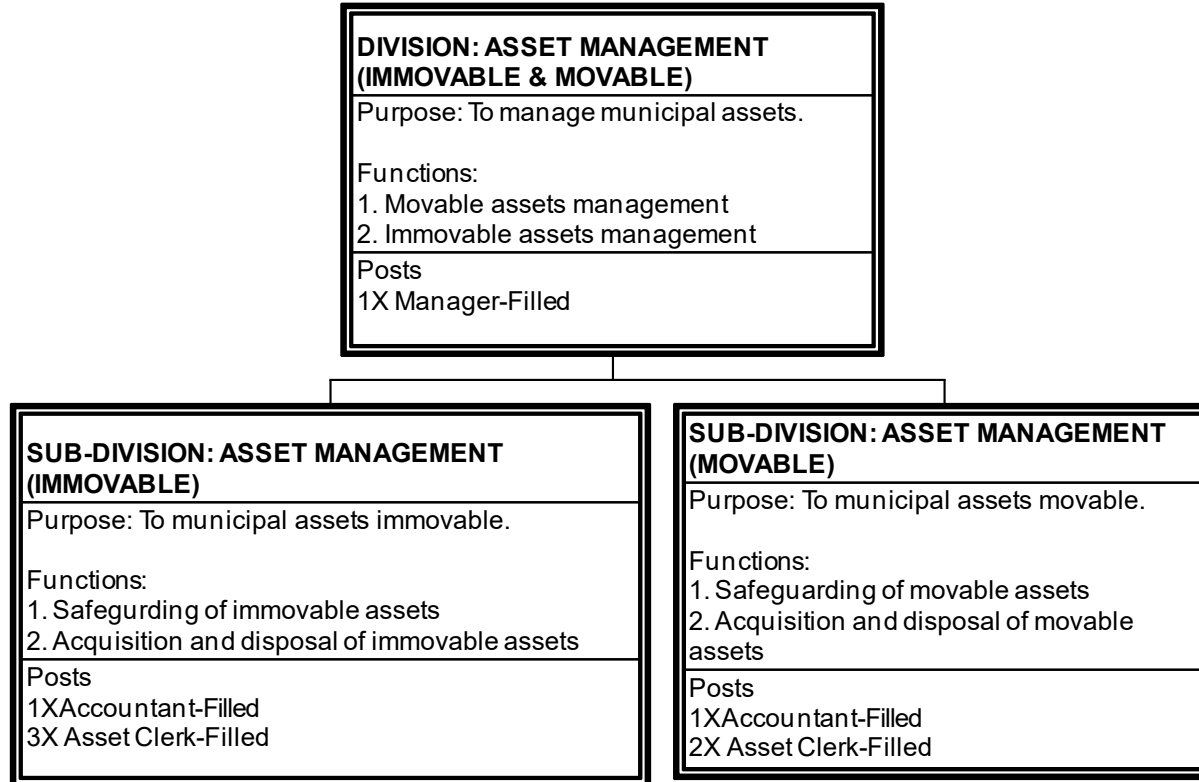 DIVISION: ASSET MANAGEMENT
(IMMOVABLE & MOVABLE)
Purpose: To manage municipal assets.
Functions:
1. Movable assets management
2. Immovable assets management
Posts
1X Manager-Filled
SUB-DIVISION: ASSET MANAGEMENT
(IMMOVABLE)
Purpose: To municipal assets immovable.
Functions:
1. Safegurding of immovable assets
2. Acquisition and disposal of immovable assets
Posts
1XAccountant-Filled
3X Asset Clerk-Filled
SUB-DIVISION: ASSET MANAGEMENT
(MOVABLE)
Purpose: To municipal assets movable.
Functions:
1. Safeguarding of movable assets
2. Acquisition and disposal of movable
assets
Posts
1XAccountant-Filled
2X Asset Clerk-Filled